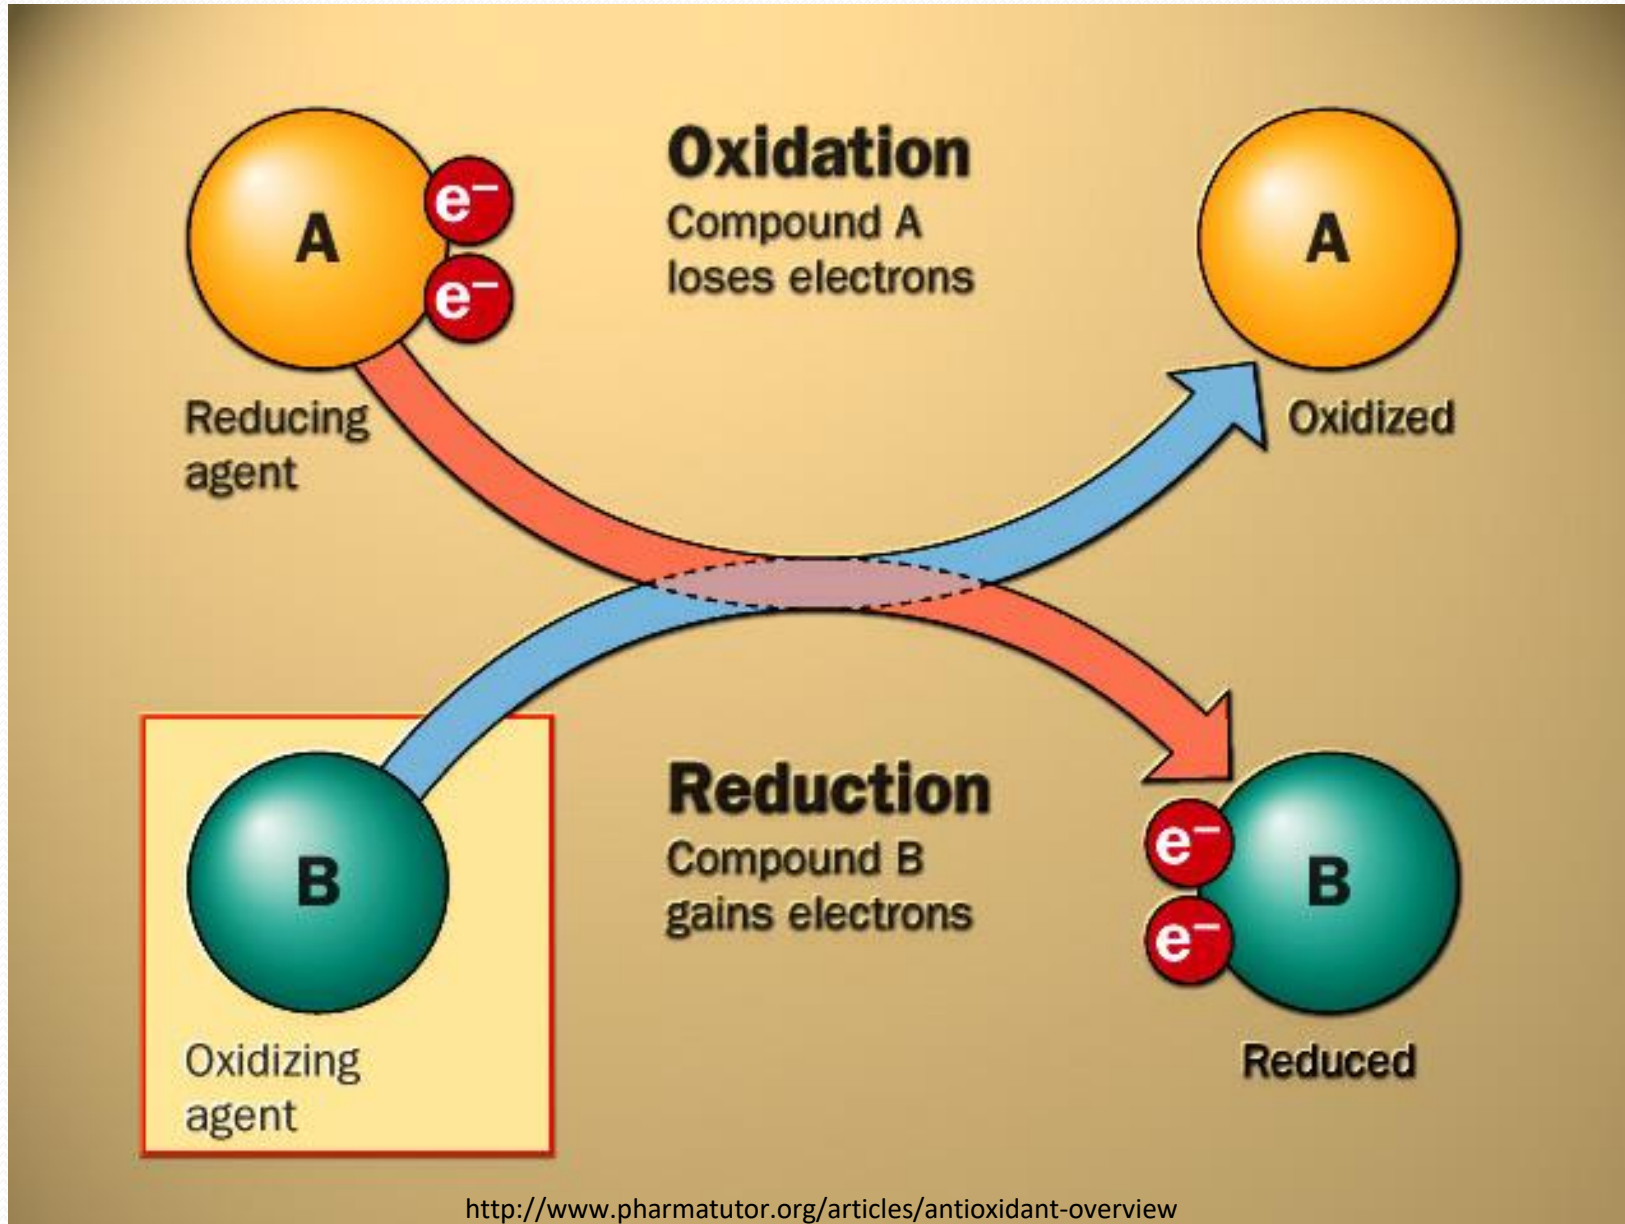 A
e–
e–
Oxidation
Compound A
loses electrons
A
Reducing
agent
Oxidized
B
Oxidizing
agent
Reduction
Compound B
gains electrons
e–
e–
B
Reduced
http://www.pharmatutor.org/articles/antioxidant-overview